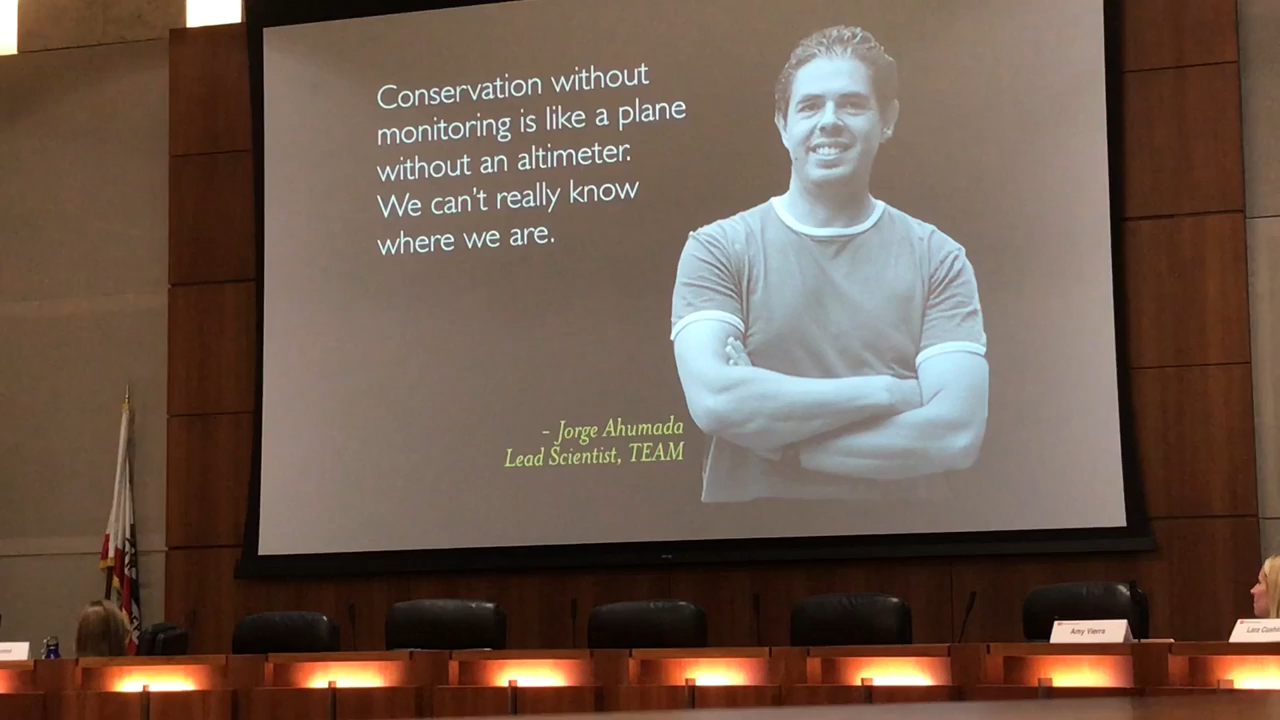 Conservation without
monitoring is like a plane
without an altimeter.
We can't really know
where we are.
- Jorge Ahumada
Lead Scientist, TEAM
Amy Vierra
Lara